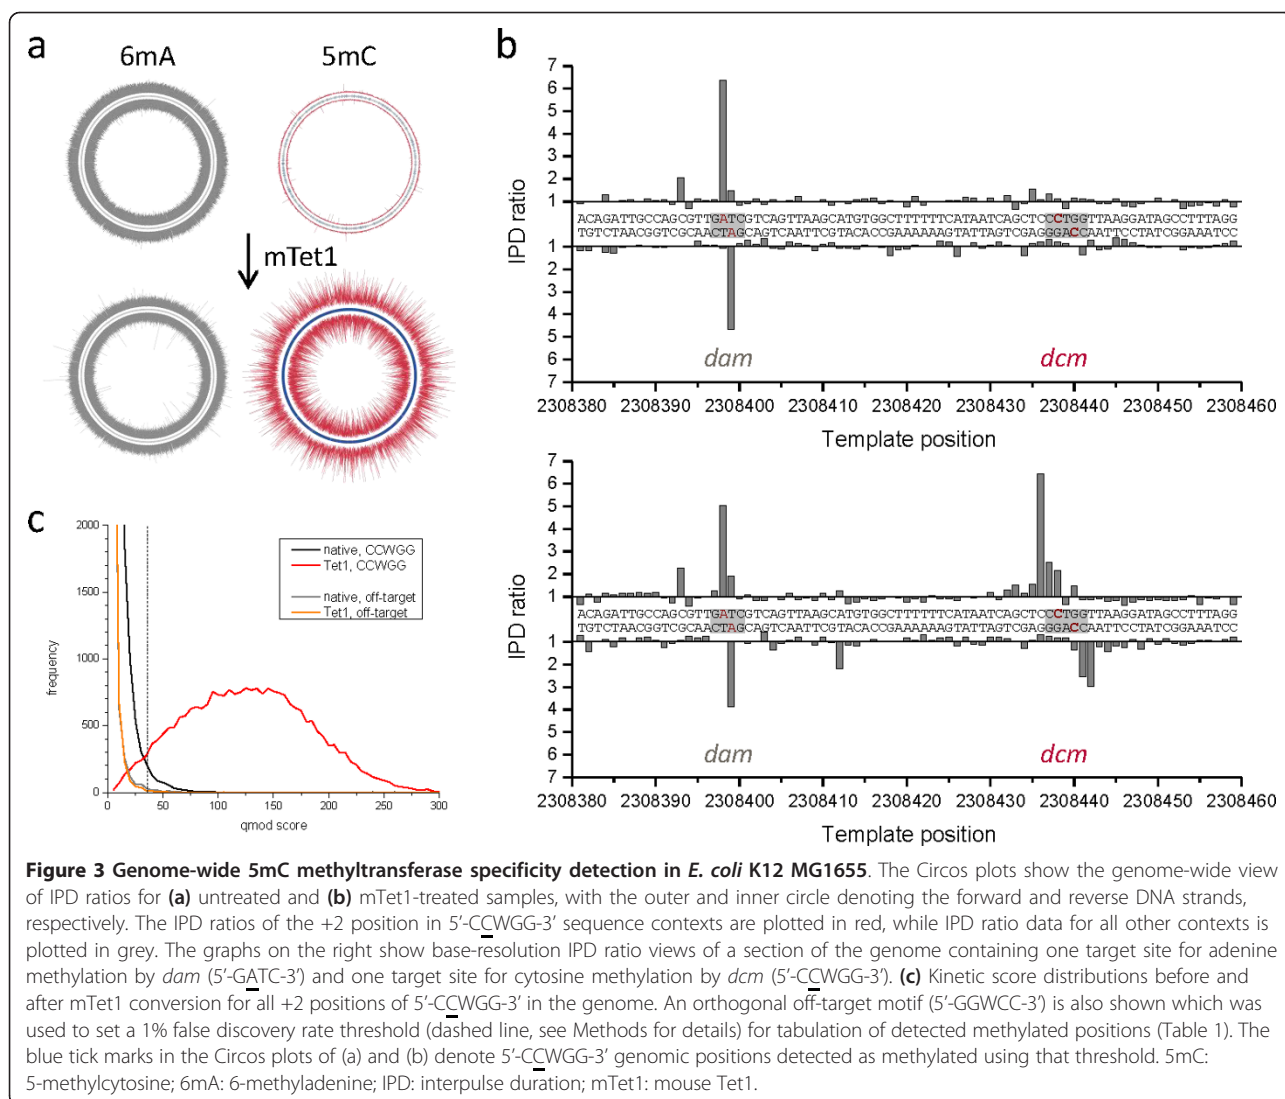 a
6mA
5mC
mTet1
b
7
6
5
4
3
2
1
1
2
3
4
5
6
7
IPD ratio
ACAGATTGCCAGCGTTGATCGTCAGTTAAGCATGTGGCTTTTTTCATAATCAGCTCCCTGGTTAAGGATAGCCTTTAGG
TGTCTAACGGTCGCAACTAGCAGTCAATTCGTACACCGAAAAAAGTATTAGTCGAGGGACCAATTCCTATCGGAAATCC
dam
dcm
2308380 2308390 2308400 2308410 2308420 2308430 2308440 2308450 2308460
Template position
7
6
5
4
3
2
1
1
2
3
4
5
6
7
IPD ratio
ACAGATTGCCAGCGTTGATCGTCAGTTAAGCATGTGGCTTTTTTCATAATCAGCTCCCTGGTTAAGGATAGCCTTTAGG
TGTCTAACGGTCGCAACTAGCAGTCAATTCGTACACCGAAAAAAGTATTAGTCGAGGGACCAATTCCTATCGGAAATCC
dam
dcm
2308380 2308390 2308400 2308410 2308420 2308430 2308440 2308450 2308460
Template position
c
2000
1500
1000
500
0
frequency
native, CCWGG
Tet1, CCWGG
native, off-target
Tet1, off-target
0 50 100 150 200 250 300
qmod score
Figure 3 Genome-wide 5mC methyltransferase specificity detection in E. coli K12 MG1655. The Circos plots show the genome-wide view
of IPD ratios for (a) untreated and (b) mTet1-treated samples, with the outer and inner circle denoting the forward and reverse DNA strands,
respectively. The IPD ratios of the +2 position in 5’-CCWGG-3’ sequence contexts are plotted in red, while IPD ratio data for all other contexts is
plotted in grey. The graphs on the right show base-resolution IPD ratio views of a section of the genome containing one target site for adenine
methylation by dam (5’-GATC-3’) and one target site for cytosine methylation by dcm (5’-CCWGG-3’). (c) Kinetic score distributions before and
after mTet1 conversion for all +2 positions of 5’-CCWGG-3’ in the genome. An orthogonal off-target motif (5’-GGWCC-3’) is also shown which was
used to set a 1% false discovery rate threshold (dashed line, see Methods for details) for tabulation of detected methylated positions (Table 1). The
blue tick marks in the Circos plots of (a) and (b) denote 5’-CCWGG-3’ genomic positions detected as methylated using that threshold. 5mC:
5-methylcytosine; 6mA: 6-methyladenine; IPD: interpulse duration; mTet1: mouse Tet1.